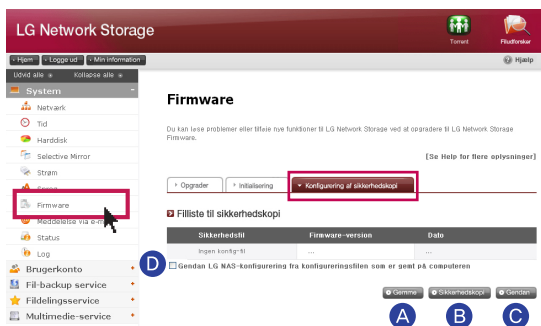 LG Network Storage
Torrent
Filudforsker
Hjem
Logge ud
Min information
Hjælp
Udvid alle
Kollapse alle
System
Netværk
Tid
Harddisk
Selective Mirror
Strøm
Firmware
Meddelelse via e-m
Status
Log
Brugerkonto
Fil-backup service
Fildelingsservice
Multimedie-service
Firmware
Du kan løse problemer eller tilføje nye funktioner til LG Network Storage ved at opgradere til LG Network Storage
Firmware.
[Se Help for flere oplysninger]
Opgrader
Initialisering
Konfigurering af sikkerhedskopi
Filliste til sikkerhedskopi
Sikkerhedsfil
Firmware-version
Dato
Ingen konfig-fil
...
...
D
Gendan LG NAS-konfigurering fra konfigureringsfilen som er gemt på computeren
Gemme
Sikkerhedskopi
Gendan
A
B
C